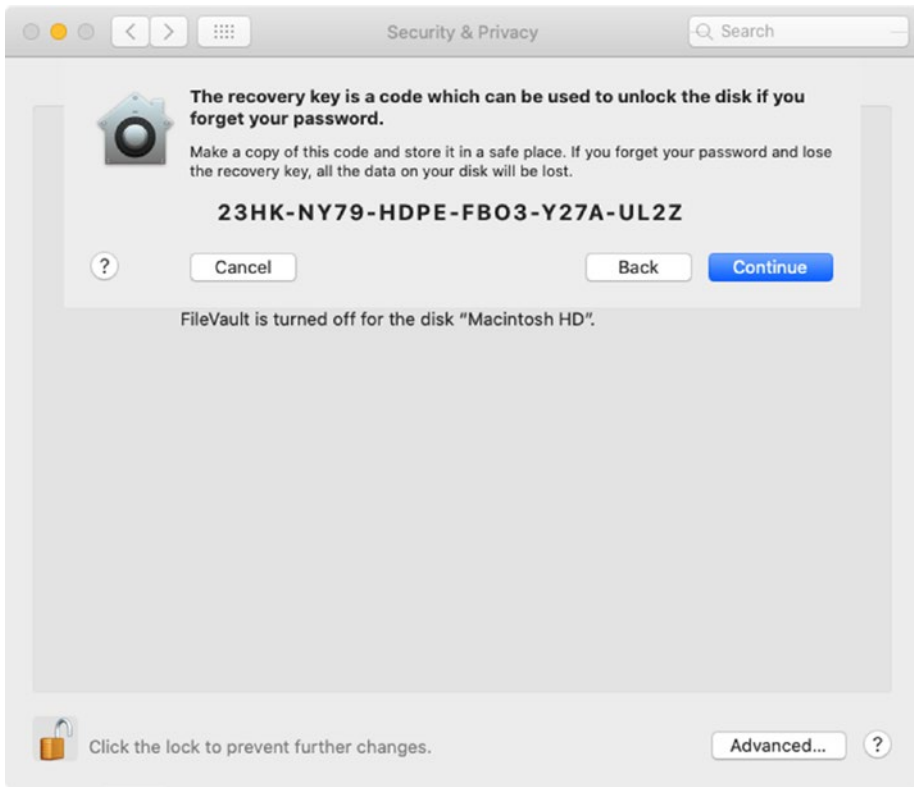 Security & Privacy
Search
The recovery key is a code which can be used to unlock the disk if you
forget your password.
Make a copy of this code and store it in a safe place. If you forget your password and lose
the recovery key, all the data on your disk will be lost.
23HK-NY79-HDPE-FBO3-Y27A-UL2Z
?
Cancel
Back
Continue
FileVault is turned off for the disk “Macintosh HD”.
Click the lock to prevent further changes.
Advanced...
?